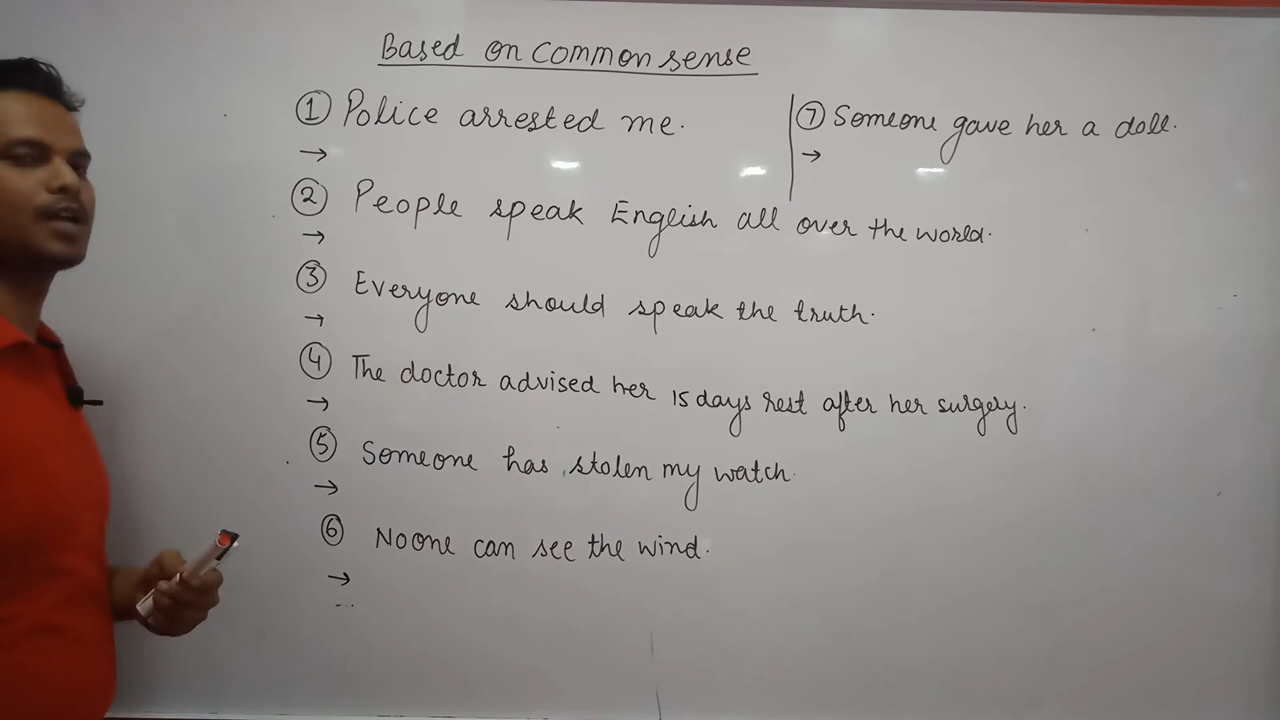 Based on Common sense
① Police arrested me.
→
② People speak English all over the world.
→
③ Everyone should speak the truth.
→
④ The doctor advised her 15 days rest after her surgery.
→
⑤ Someone has stolen my watch.
→
⑥ Noone can see the wind.
→
⑦ Someone gave her a doll.
→